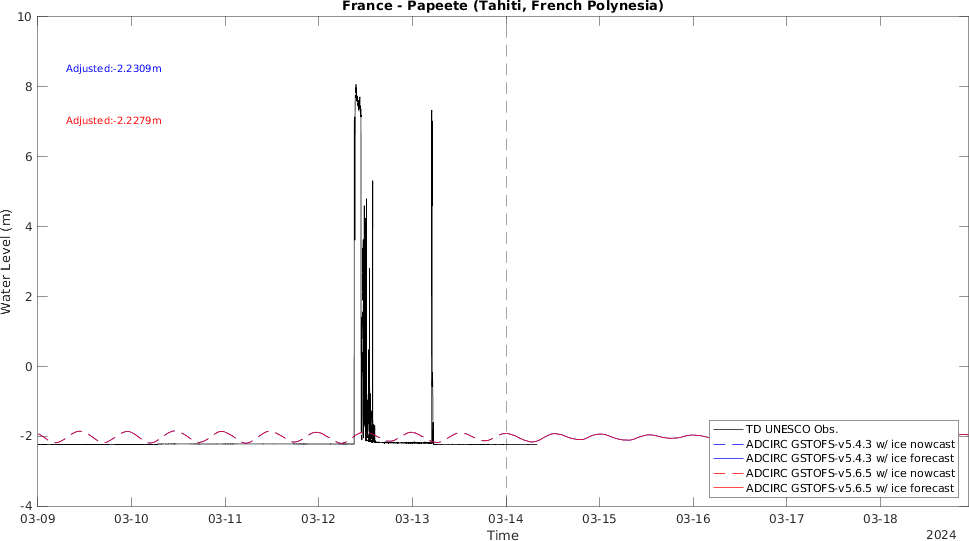 France - Papeete (Tahiti, French Polynesia)
10
8
6
4
2
0
-2
-4
Water Level (m)
Adjusted:-2.2309m
Adjusted:-2.2279m
TD UNESCO Obs.
ADCIRC GSTOFS-v5.4.3 w/ ice nowcast
ADCIRC GSTOFS-v5.4.3 w/ ice forecast
ADCIRC GSTOFS-v5.6.5 w/ ice nowcast
ADCIRC GSTOFS-v5.6.5 w/ ice forecast
03-09 03-10 03-11 03-12 03-13 03-14 03-15 03-16 03-17 03-18
Time
2024